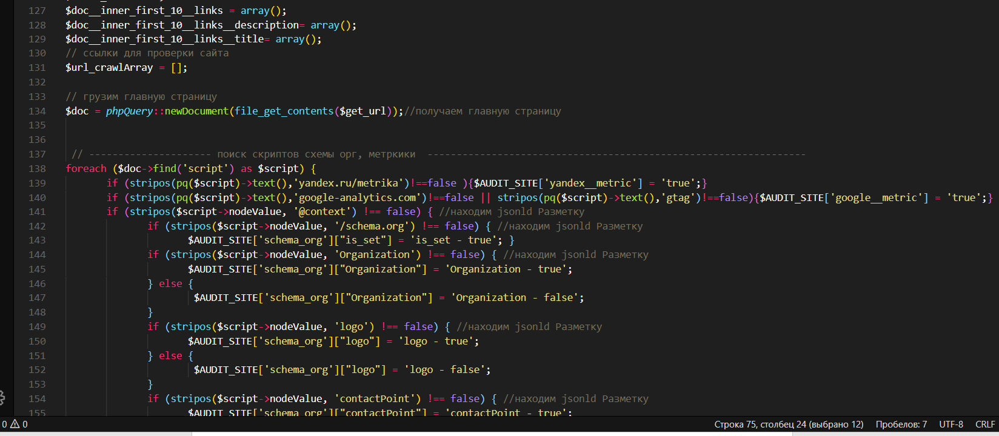 127 $doc__inner_first_10__links = array();
128 $doc__inner_first_10__links__description= array();
129 $doc__inner_first_10__links__title= array();
130 // ссылки для проверки сайта
131 $url_crawlArray = [];
132
133 // грузим главную страницу
134 $doc = phpQuery::newDocument(file_get_contents($get_url));//получаем главную страницу
135
136
137 // --------------------- поиск скриптов схемы орг, метркики -----------------------------------------------------------------
138 foreach ($doc->find('script') as $script) {
139 if (stripos(pq($script)->text(),'yandex.ru/metrika')!==false ){$AUDIT_SITE['yandex__metric'] = 'true';}
140 if (stripos(pq($script)->text(),'google-analytics.com')!==false || stripos(pq($script)->text(),'gtag')!==false){$AUDIT_SITE['google__metric'] = 'true';}
141 if (stripos($script->nodeValue, '@context') !== false) { //находим jsonld Разметку
142 if (stripos($script->nodeValue, '/schema.org') !== false) { //находим jsonld Разметку
143 $AUDIT_SITE['schema_org']["is_set"] = 'is_set - true'; }
144 if (stripos($script->nodeValue, 'Organization') !== false) { //находим jsonld Разметку
145 $AUDIT_SITE['schema_org']["Organization"] = 'Organization - true';
146 } else {
147 $AUDIT_SITE['schema_org']["Organization"] = 'Organization - false';
148 }
149 if (stripos($script->nodeValue, 'logo') !== false) { //находим jsonld Разметку
150 $AUDIT_SITE['schema_org']["logo"] = 'logo - true';
151 } else {
152 $AUDIT_SITE['schema_org']["logo"] = 'logo - false';
153 }
154 if (stripos($script->nodeValue, 'contactPoint') !== false) { //находим jsonld Разметку
155 $AUDIT_SITE['schema_org']["contactPoint"] = 'contactPoint - true';
0 0 Строка 75, столбец 24 (выбрано 12) Пробелов: 7 UTF-8 CRLF